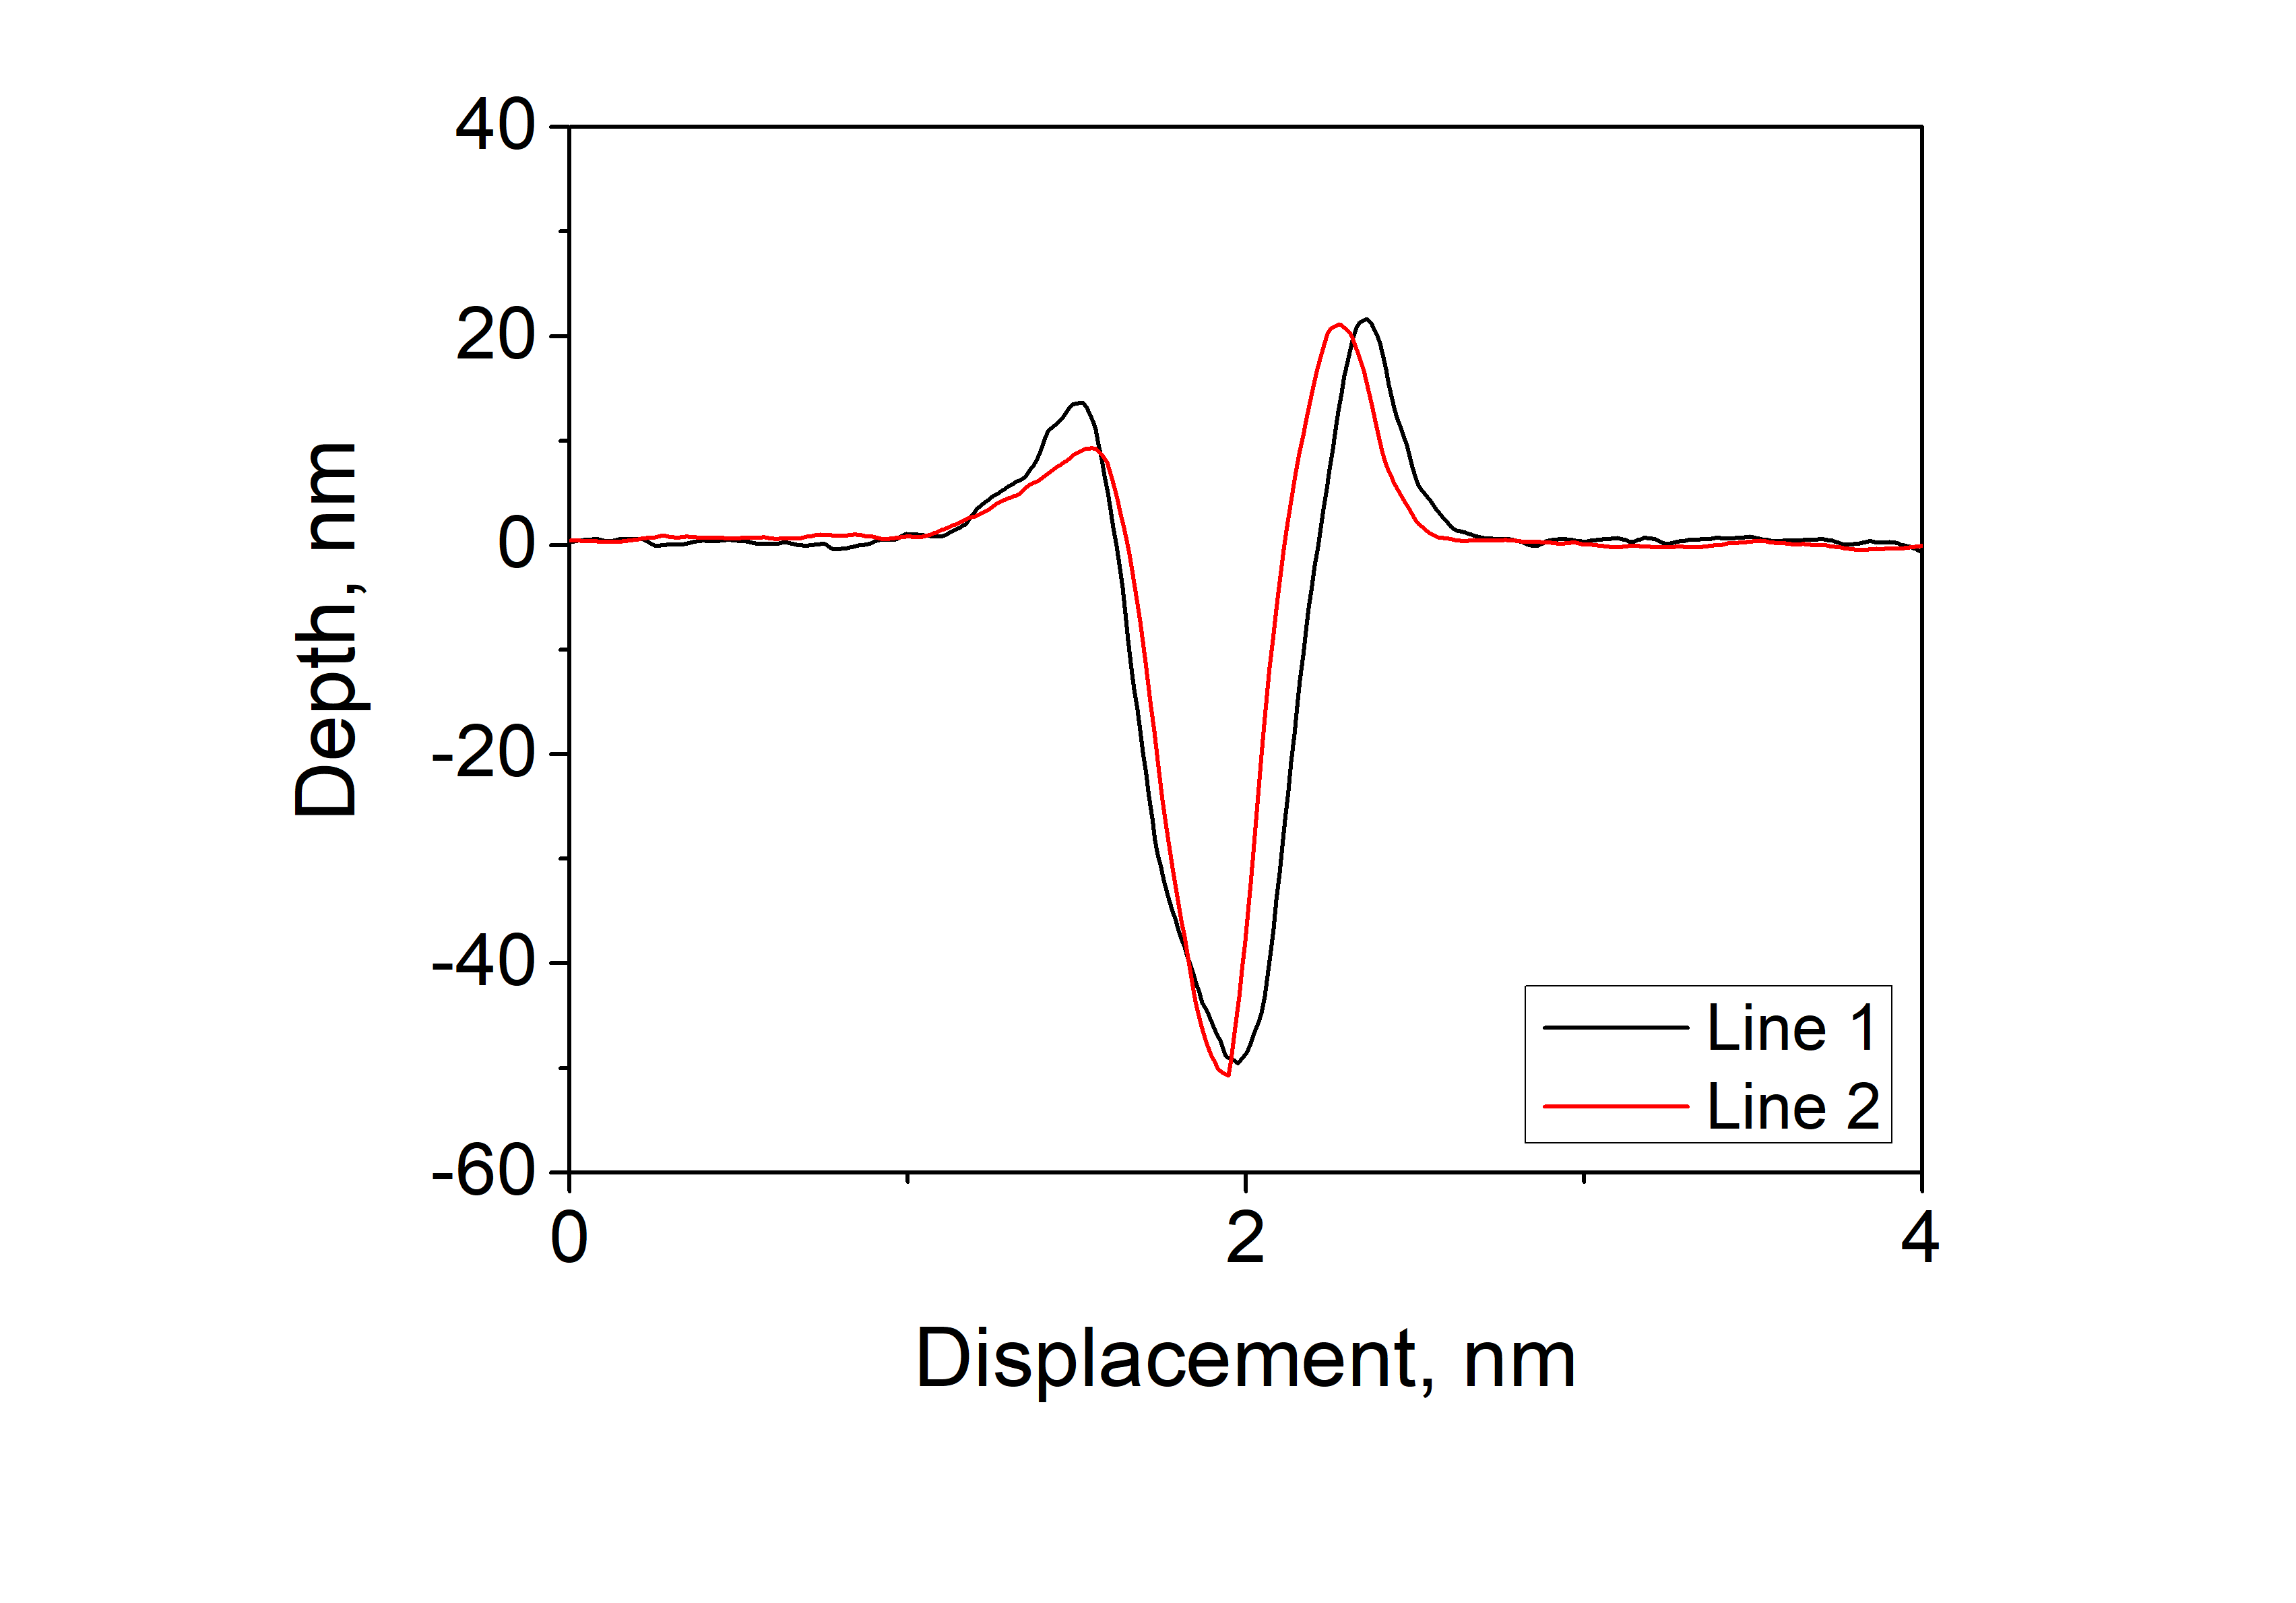 40
20
0
-20
-40
-60
Depth, nm
0 2 4
Displacement, nm
Line 1
Line 2